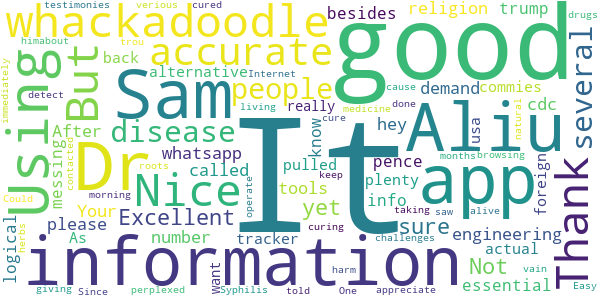 testimonies verious cured
whackadoodle good besides religion trump drugs
trou himabout Internet
immediately Using But accurate back alternative demand commies several
detect Sam people living really cause done medicine cdc
After disease know hey usa natural
contacted messing Dr whatsapp cure Aliu
Could roots Nice called It pulled pence plenty months browsing
morning yet tools app foreign Thank
herbs Your Excellent operate keep info saw alive
logical please sure taking engineering
As number tracker curing Not actual
information want challenges vain
giving Since perplexed Syphilis harm told One appreciate essential Easy